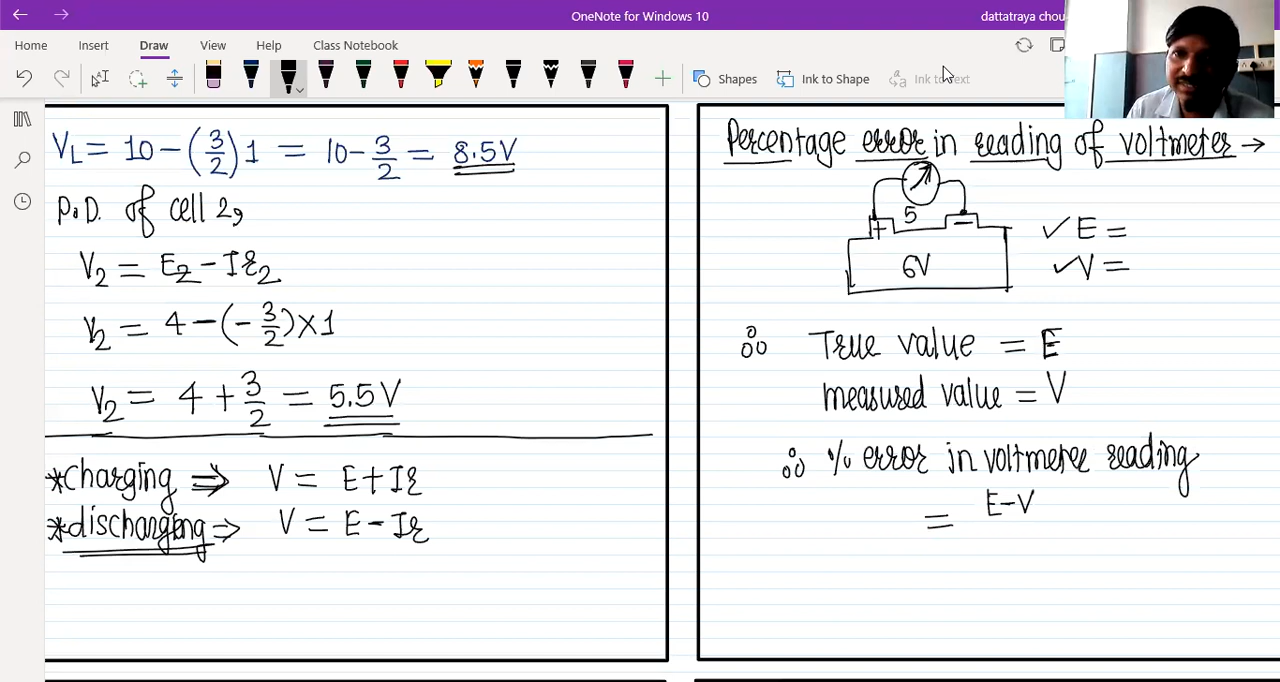 OneNote for Windows 10
dattatraya chou
Home Insert Draw View Help Class Notebook
Shapes Ink to Shape Ink to Text
V_L = 10 - (3/2)1 = 10 - 3/2 = 8.5V
P.D. of cell 2,
V_2 = E_2 - Ir_2
V_2 = 4 - (-3/2) × 1
V_2 = 4 + 3/2 = 5.5V
*charging ⇒ V = E + Ir
*discharging ⇒ V = E - Ir
Percentage error in reading of voltmeter →
5
+ −
6V
✓ E =
✓ V =
∴ True value = E
measured value = V
∴ % error in voltmeter reading
= E-V